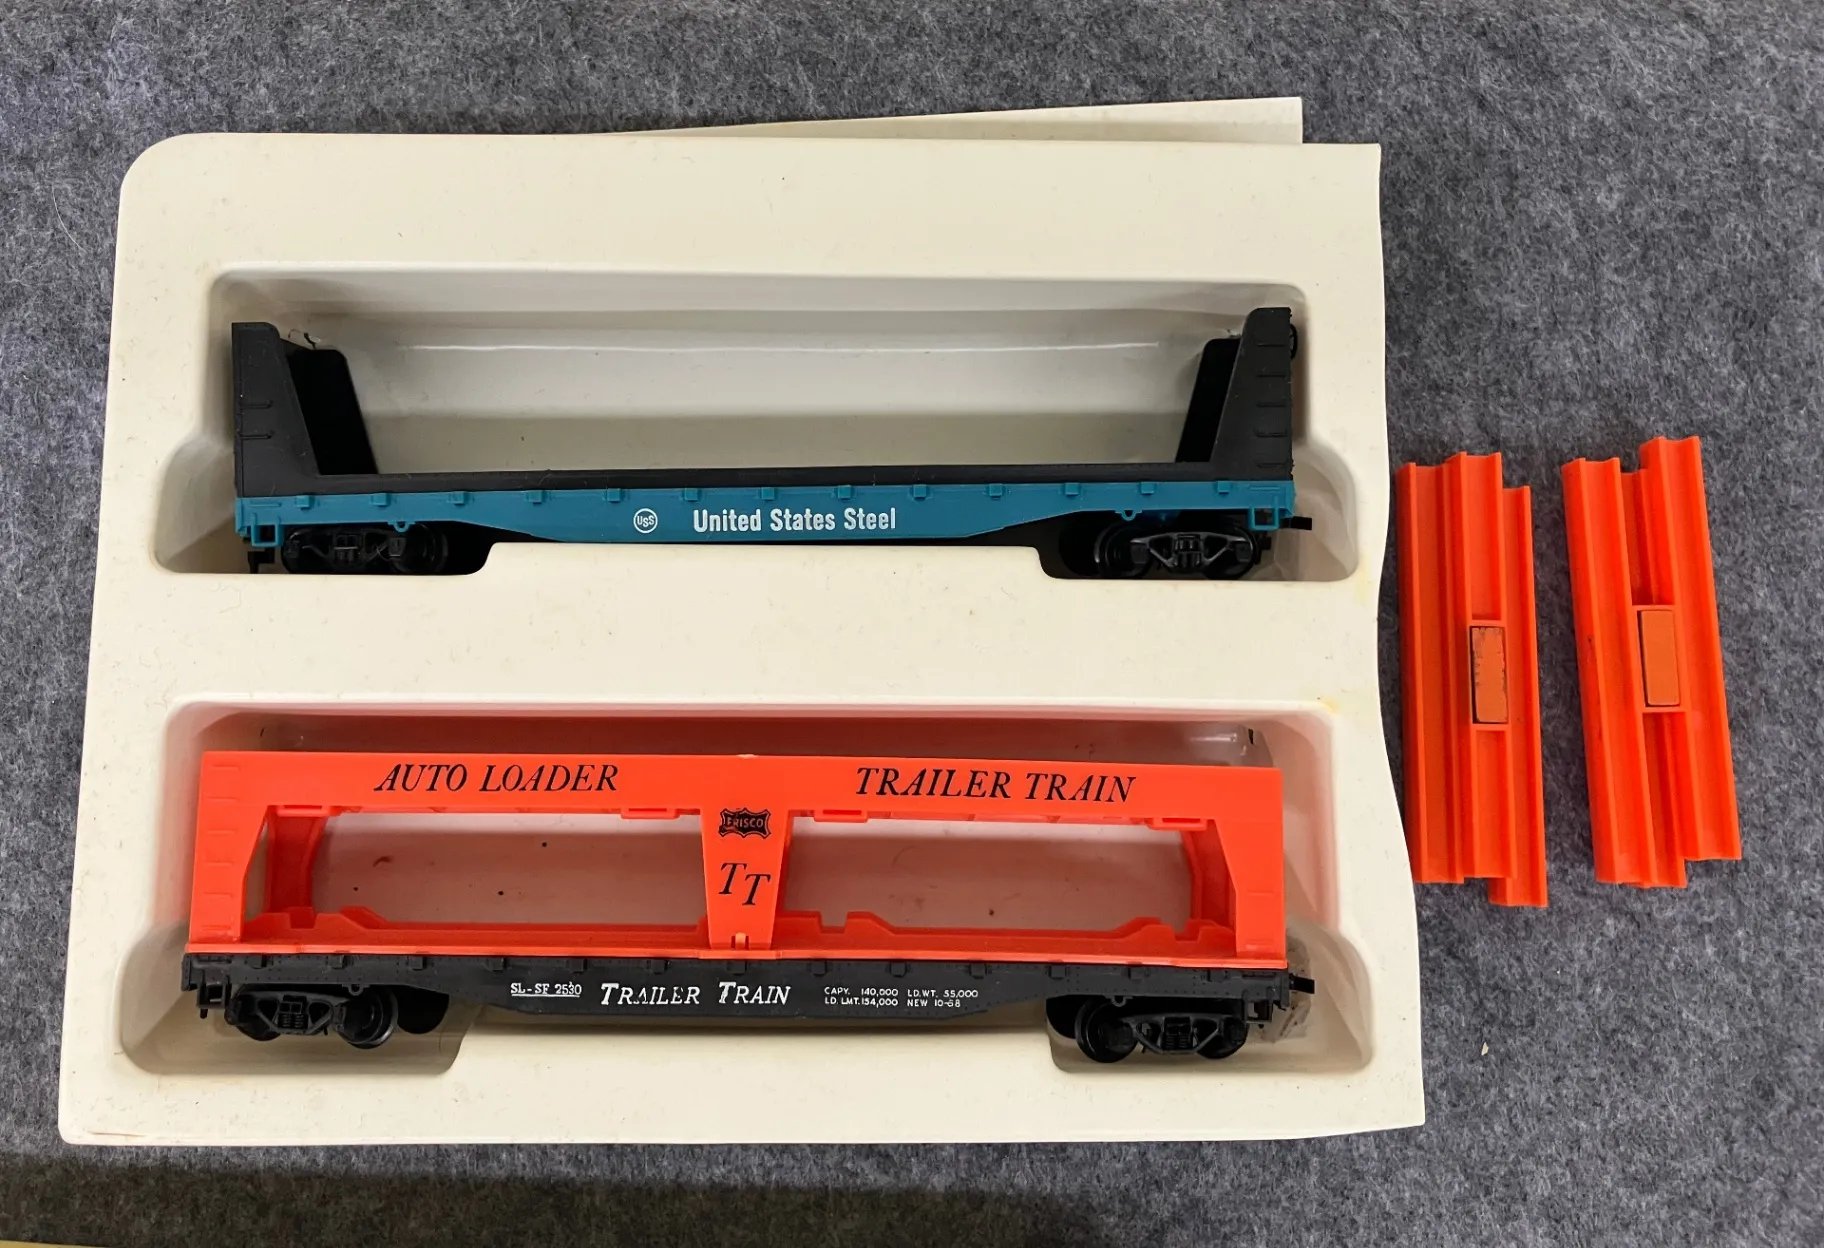 USS United States Steel
AUTO LOADER TRAILER TRAIN
FRISCO
TT
SL-SF 2530 TRAILER TRAIN CAPY. 140,000 LD.WT. 55,000
LD. LMT. 154,000 NEW 10-68